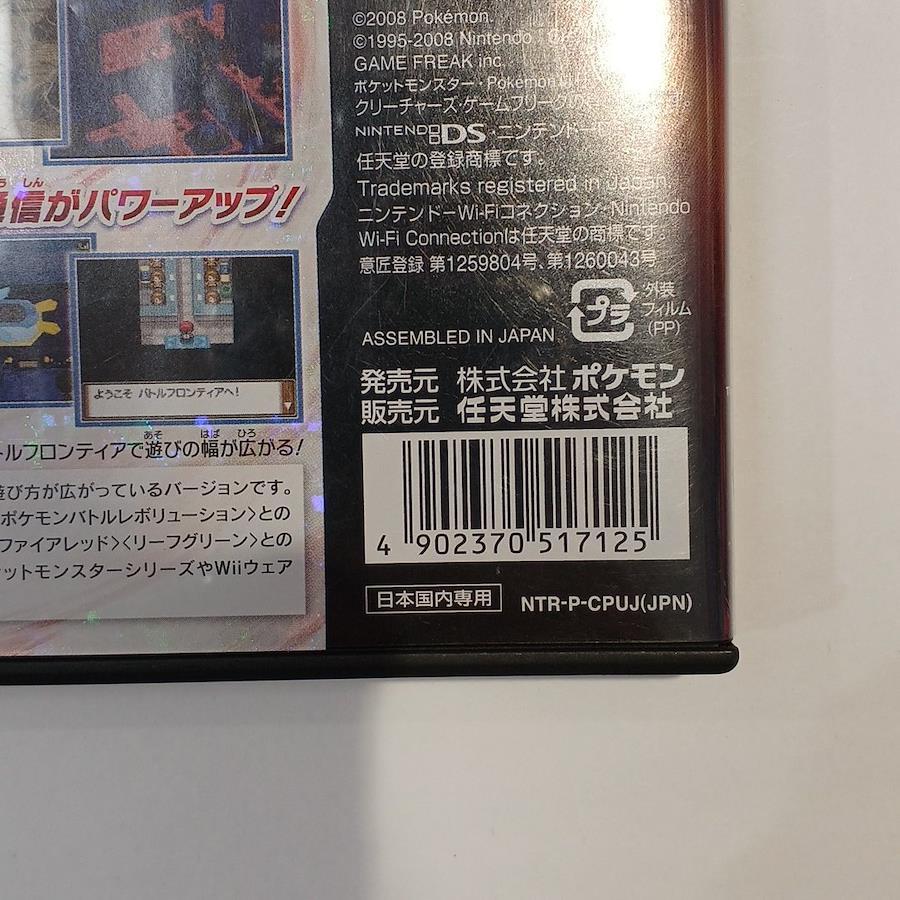 ©2008 Pokémon.
©1995-2008 Nintendo
GAME FREAK inc.
ポケットモンスター・Pokémon
クリーチャーズ・ゲームフリークの
NINTENDO DS・ニンテンドー
任天堂の登録商標です。
Trademarks registered in Japan
ニンテンドーWi-Fiコネクション・Nintendo
Wi-Fi Connectionは任天堂の商標です。
意匠登録 第1259804号、第1260043号
プラ
外装
フィルム
(PP)
ASSEMBLED IN JAPAN
発売元 株式会社ポケモン
販売元 任天堂株式会社
4 902370 517125
日本国内専用
NTR-P-CPUJ(JPN)
しん
信がパワーアップ!
ようこそ バトルフロンティアへ!
あそ はば ひろ
トルフロンティアで遊びの幅が広がる!
遊び方が広がっているバージョンです。
ポケモンバトルレボリューション〉との
ファイアレッド〉〈リーフグリーン〉との
ットモンスターシリーズやWiiウェア